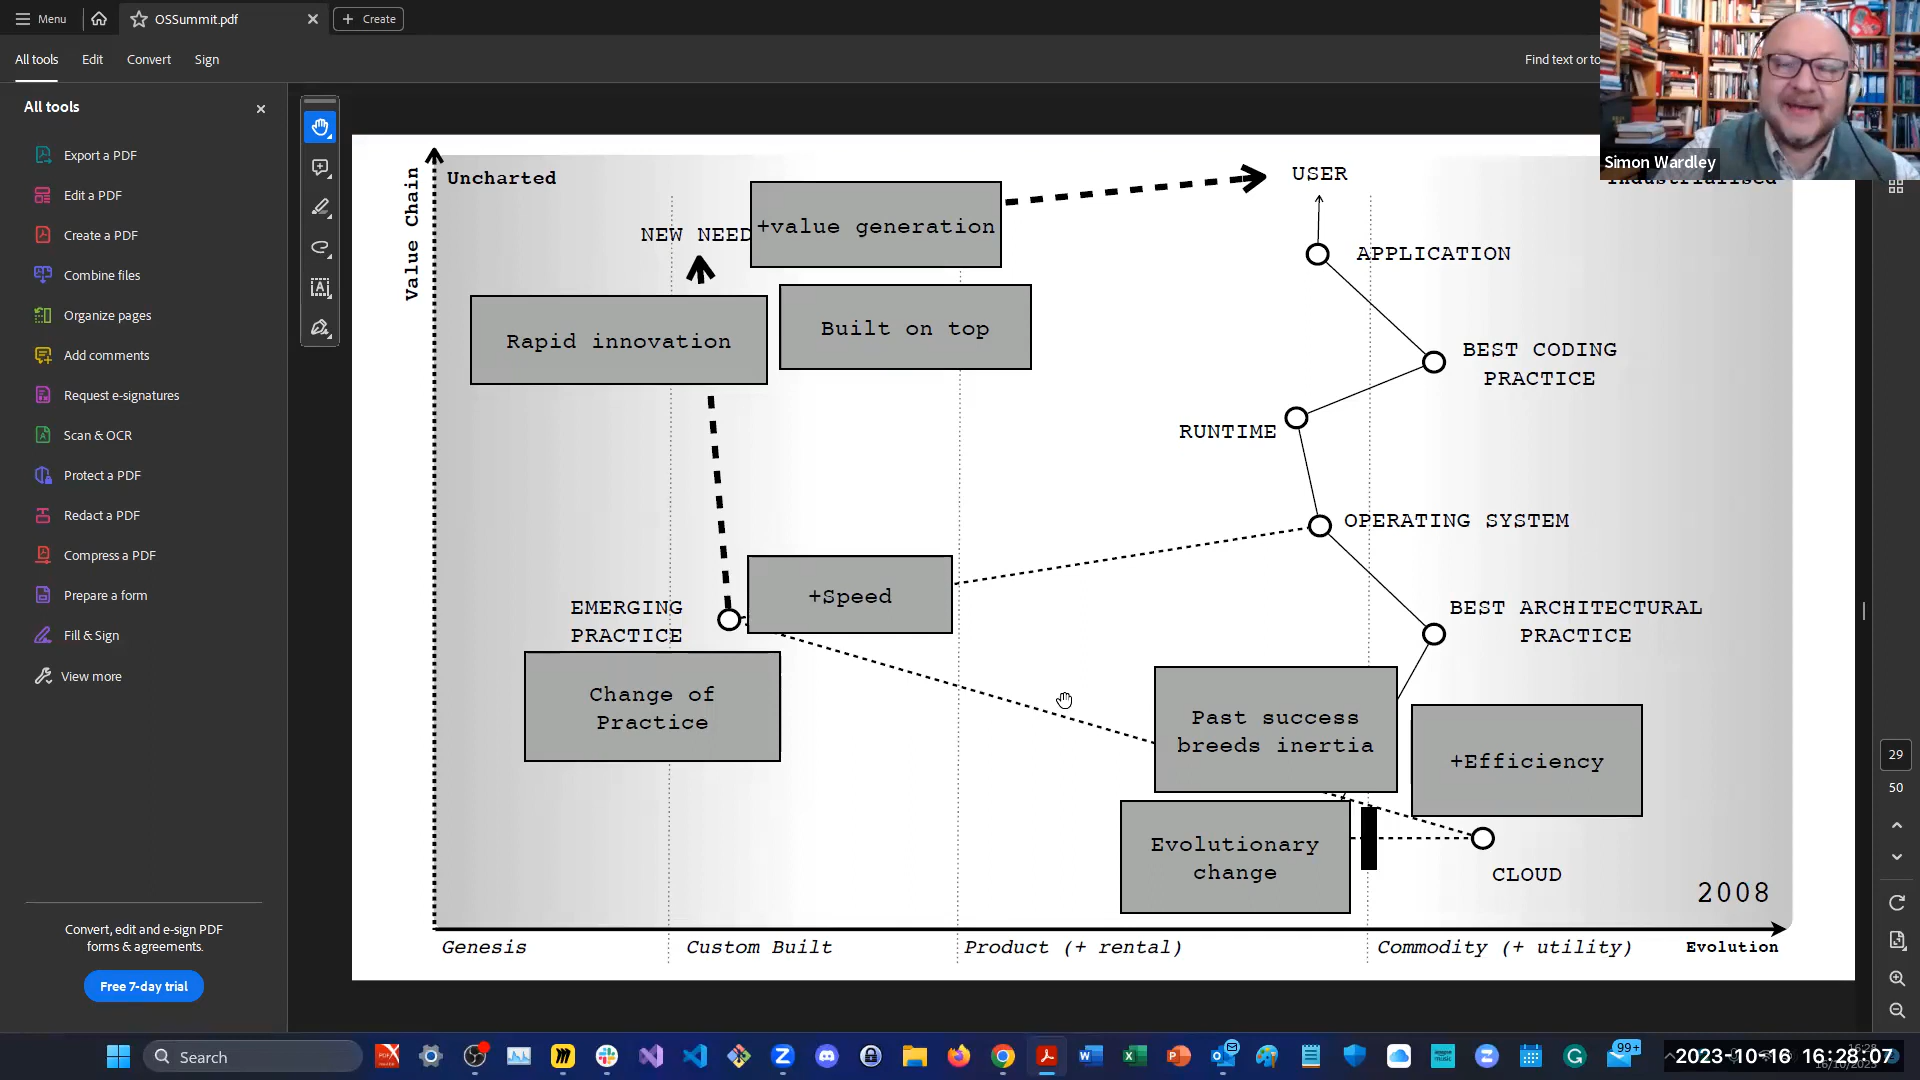 Menu
OSSummit.pdf
Create
All tools
Edit
Convert
Sign
Find text or to
All tools
Export a PDF
Edit a PDF
Create a PDF
Combine files
Organize pages
Add comments
Request e-signatures
Scan & OCR
Protect a PDF
Redact a PDF
Compress a PDF
Prepare a form
Fill & Sign
View more
Convert, edit and e-sign PDF
forms & agreements.
Free 7-day trial
Simon Wardley
Value Chain
Uncharted
Industrialised
USER
NEW NEED
+value generation
APPLICATION
Rapid innovation
Built on top
BEST CODING
PRACTICE
RUNTIME
OPERATING SYSTEM
+Speed
EMERGING
PRACTICE
BEST ARCHITECTURAL
PRACTICE
Change of
Practice
Past success
breeds inertia
+Efficiency
Evolutionary
change
CLOUD
2008
Genesis
Custom Built
Product (+ rental)
Commodity (+ utility)
Evolution
29
50
Search
99+
2023-10-16 16:28:07